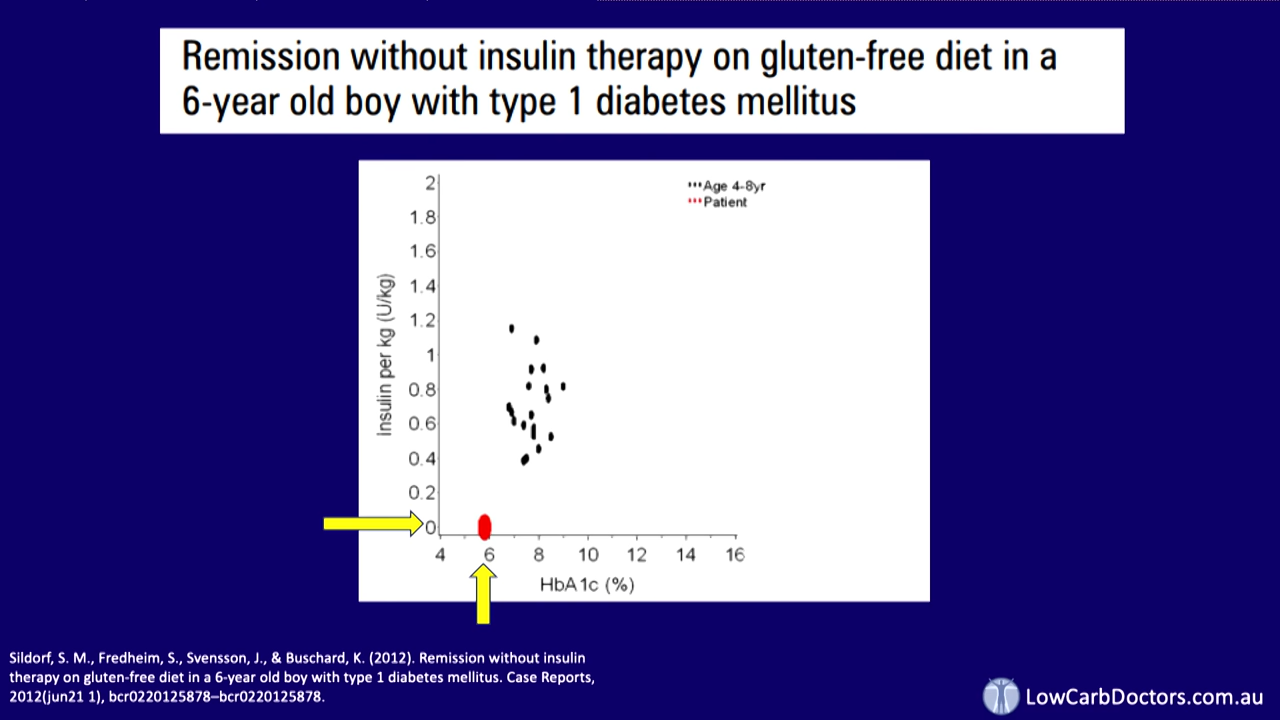 Remission without insulin therapy on gluten-free diet in a
6-year old boy with type 1 diabetes mellitus
Age 4-8yr
Patient
2
1.8
1.6
1.4
1.2
1
0.8
0.6
0.4
0.2
0
Insulin per kg (U/kg)
4 6 8 10 12 14 16
HbA1c (%)
Sildorf, S. M., Fredheim, S., Svensson, J., & Buschard, K. (2012). Remission without insulin
therapy on gluten-free diet in a 6-year old boy with type 1 diabetes mellitus. Case Reports,
2012(jun21 1), bcr0220125878–bcr0220125878.
LowCarbDoctors.com.au